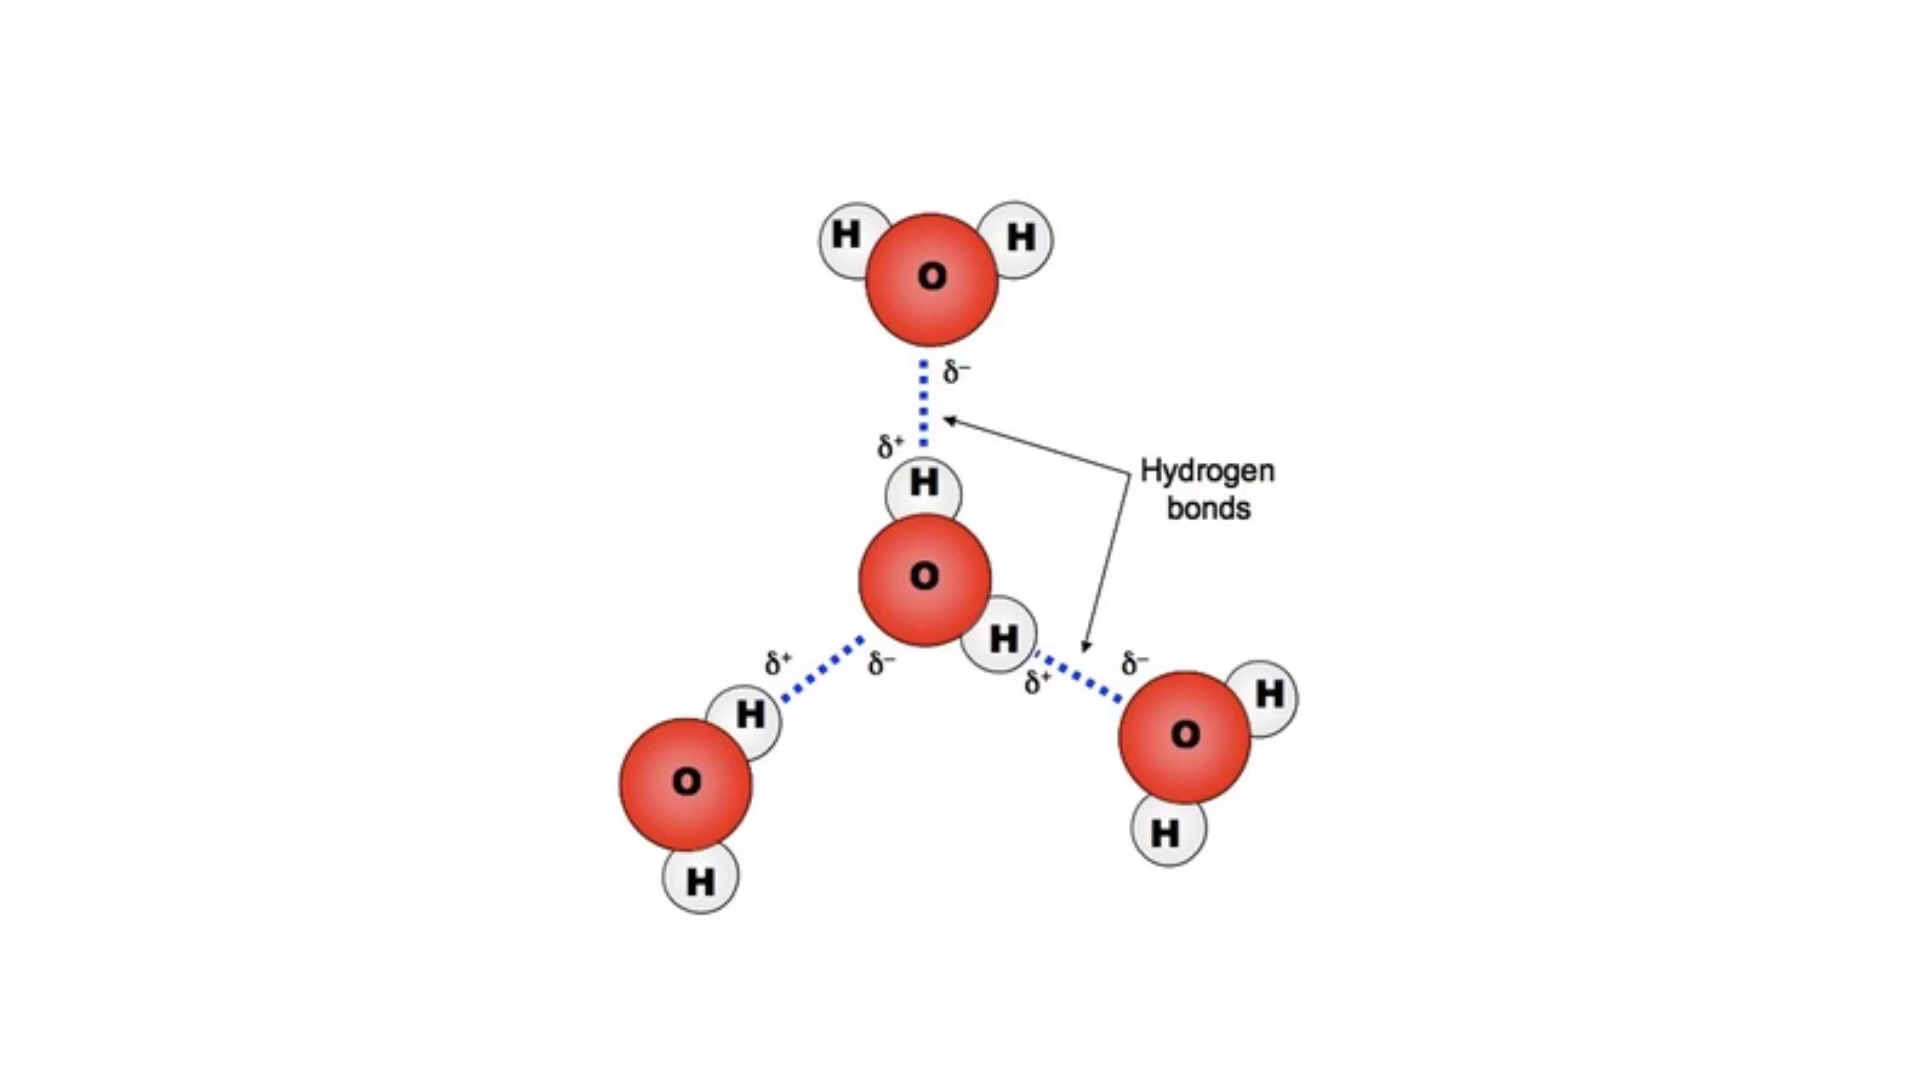 H O H
δ⁻
δ⁺
H
Hydrogen
bonds
O
H
δ⁺ δ⁻ δ⁺ δ⁻
H O H
O
H
H